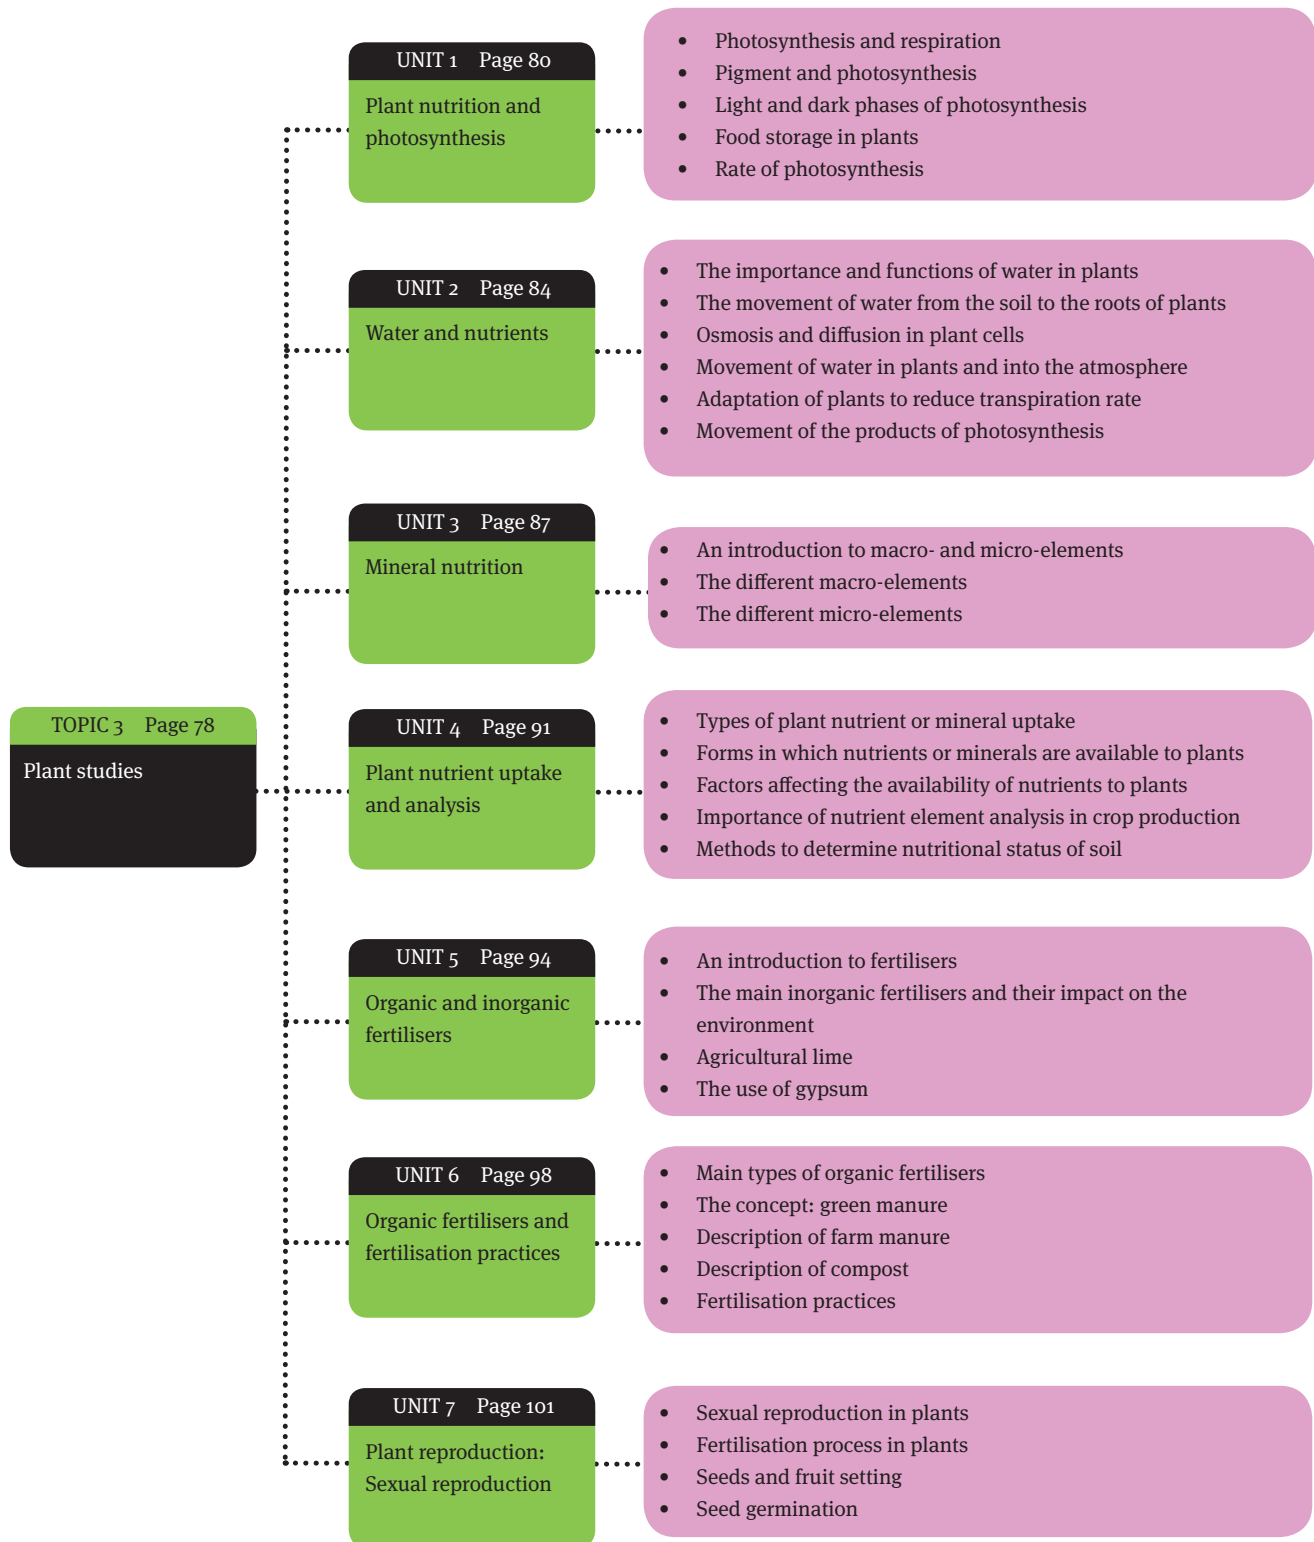 TOPIC 3 Page 78
Plant studies
UNIT 1 Page 80
Plant nutrition and
photosynthesis
• Photosynthesis and respiration
• Pigment and photosynthesis
• Light and dark phases of photosynthesis
• Food storage in plants
• Rate of photosynthesis
UNIT 2 Page 84
Water and nutrients
• The importance and functions of water in plants
• The movement of water from the soil to the roots of plants
• Osmosis and diffusion in plant cells
• Movement of water in plants and into the atmosphere
• Adaptation of plants to reduce transpiration rate
• Movement of the products of photosynthesis
UNIT 3 Page 87
Mineral nutrition
• An introduction to macro- and micro-elements
• The different macro-elements
• The different micro-elements
UNIT 4 Page 91
Plant nutrient uptake
and analysis
• Types of plant nutrient or mineral uptake
• Forms in which nutrients or minerals are available to plants
• Factors affecting the availability of nutrients to plants
• Importance of nutrient element analysis in crop production
• Methods to determine nutritional status of soil
UNIT 5 Page 94
Organic and inorganic
fertilisers
• An introduction to fertilisers
• The main inorganic fertilisers and their impact on the
environment
• Agricultural lime
• The use of gypsum
UNIT 6 Page 98
Organic fertilisers and
fertilisation practices
• Main types of organic fertilisers
• The concept: green manure
• Description of farm manure
• Description of compost
• Fertilisation practices
UNIT 7 Page 101
Plant reproduction:
Sexual reproduction
• Sexual reproduction in plants
• Fertilisation process in plants
• Seeds and fruit setting
• Seed germination